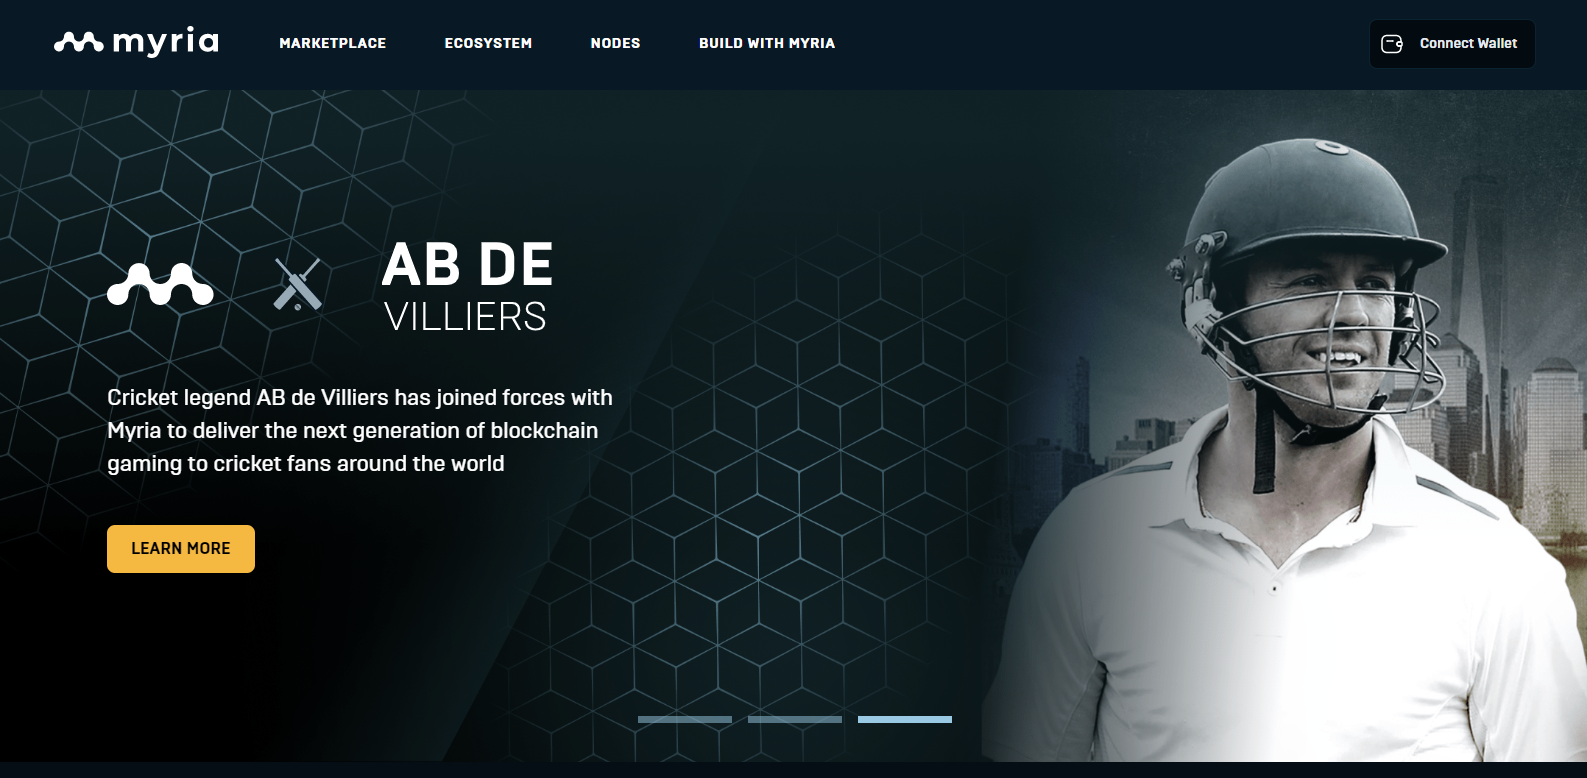 myria
MARKETPLACE
ECOSYSTEM
NODES
BUILD WITH MYRIA
Connect Wallet
AB DE
VILLIERS
Cricket legend AB de Villiers has joined forces with
Myria to deliver the next generation of blockchain
gaming to cricket fans around the world
LEARN MORE